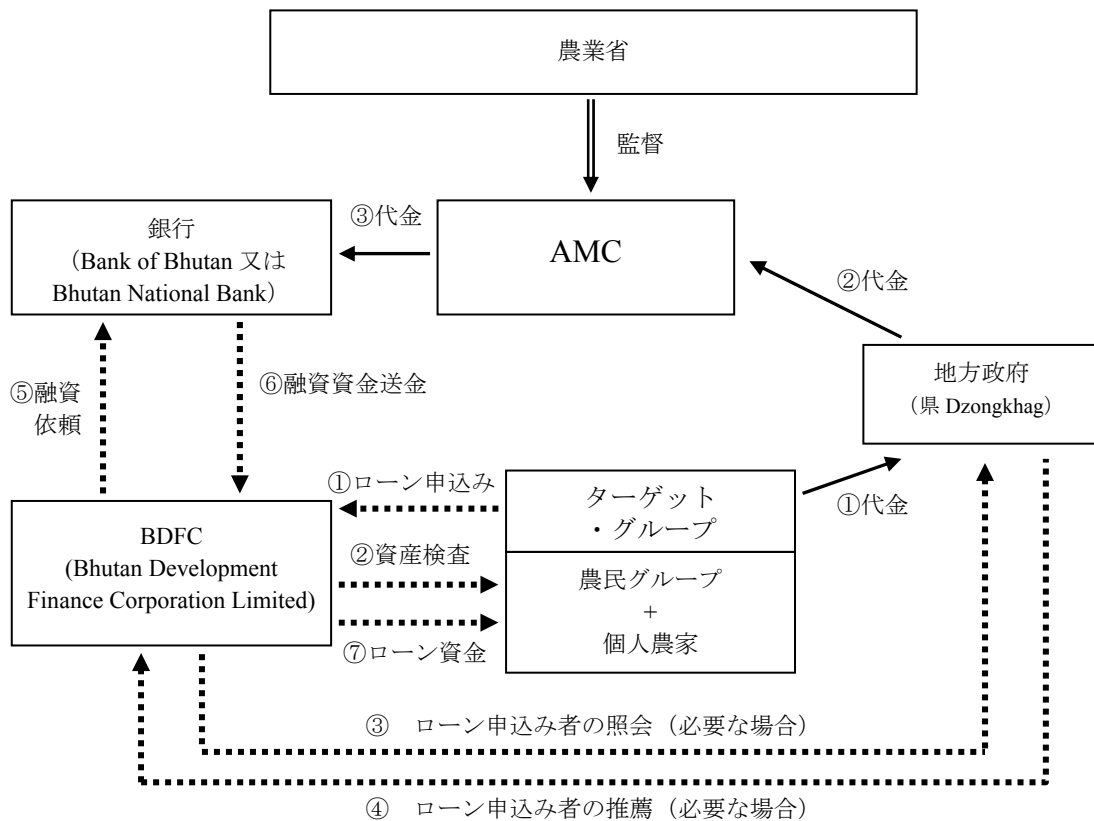 農業省
監督
銀行
(Bank of Bhutan 又は
Bhutan National Bank)
③代金
AMC
②代金
地方政府
(県 Dzongkhag)
⑤融資
依頼
⑥融資資金送金
①ローン申込み
ターゲット
・グループ
①代金
BDFC
(Bhutan Development
Finance Corporation Limited)
②資産検査
農民グループ
+
個人農家
⑦ローン資金
③ ローン申込み者の照会（必要な場合）
④ ローン申込み者の推薦（必要な場合）